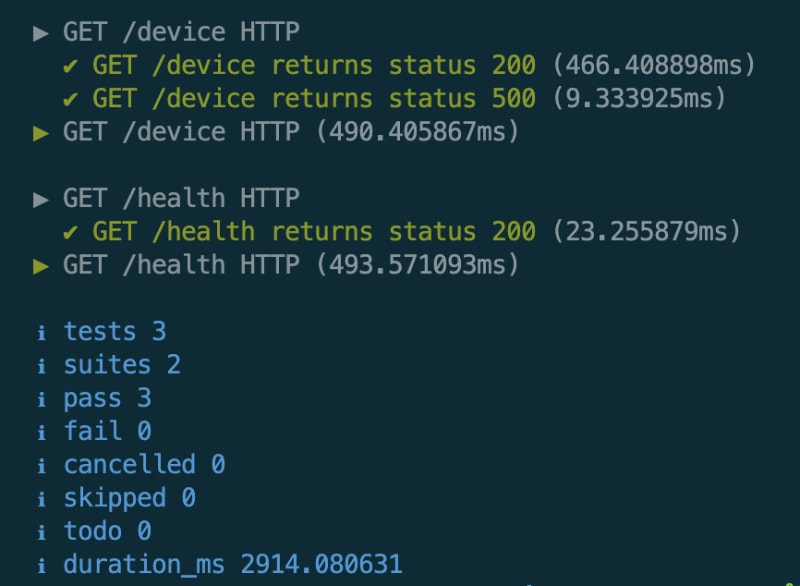 ▶ GET /device HTTP
✔ GET /device returns status 200 (466.408898ms)
✔ GET /device returns status 500 (9.333925ms)
▶ GET /device HTTP (490.405867ms)
▶ GET /health HTTP
✔ GET /health returns status 200 (23.255879ms)
▶ GET /health HTTP (493.571093ms)
ℹ tests 3
ℹ suites 2
ℹ pass 3
ℹ fail 0
ℹ cancelled 0
ℹ skipped 0
ℹ todo 0
ℹ duration_ms 2914.080631